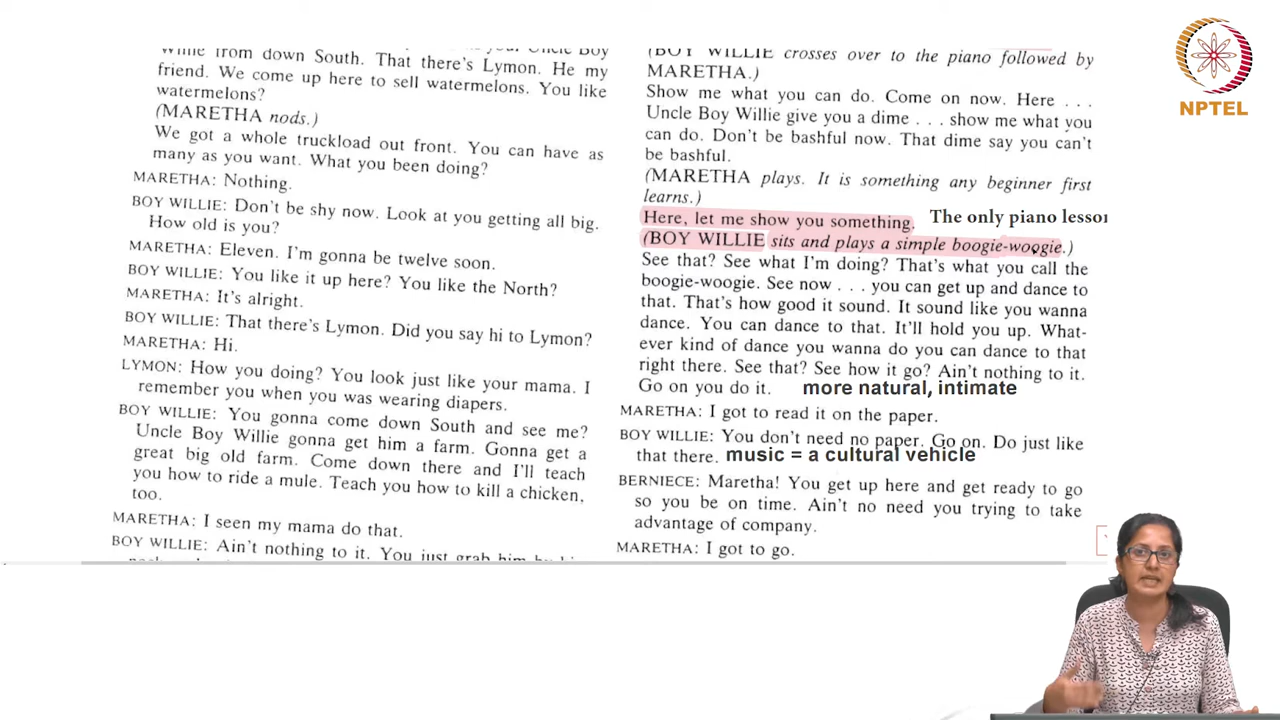 Willie from down South. That there's Lymon. He my
friend. We come up here to sell watermelons. You like
watermelons?
(MARETHA nods.)
We got a whole truckload out front. You can have as
many as you want. What you been doing?
MARETHA: Nothing.
BOY WILLIE: Don't be shy now. Look at you getting all big.
How old is you?
MARETHA: Eleven. I'm gonna be twelve soon.
BOY WILLIE: You like it up here? You like the North?
MARETHA: It's alright.
BOY WILLIE: That there's Lymon. Did you say hi to Lymon?
MARETHA: Hi.
LYMON: How you doing? You look just like your mama. I
remember you when you was wearing diapers.
BOY WILLIE: You gonna come down South and see me?
Uncle Boy Willie gonna get him a farm. Gonna get a
great big old farm. Come down there and I'll teach
you how to ride a mule. Teach you how to kill a chicken,
too.
MARETHA: I seen my mama do that.
BOY WILLIE: Ain't nothing to it. You just grab him by
(BOY WILLIE crosses over to the piano followed by
MARETHA.)
Show me what you can do. Come on now. Here . . .
Uncle Boy Willie give you a dime . . . show me what you
can do. Don't be bashful now. That dime say you can't
be bashful.
(MARETHA plays. It is something any beginner first
learns.)
Here, let me show you something. The only piano lesson
(BOY WILLIE sits and plays a simple boogie-woogie.)
See that? See what I'm doing? That's what you call the
boogie-woogie. See now . . . you can get up and dance to
that. That's how good it sound. It sound like you wanna
dance. You can dance to that. It'll hold you up. What-
ever kind of dance you wanna do you can dance to that
right there. See that? See how it go? Ain't nothing to it.
Go on you do it. more natural, intimate
MARETHA: I got to read it on the paper.
BOY WILLIE: You don't need no paper. Go on. Do just like
that there. music = a cultural vehicle
BERNIECE: Maretha! You get up here and get ready to go
so you be on time. Ain't no need you trying to take
advantage of company.
MARETHA: I got to go.
NPTEL